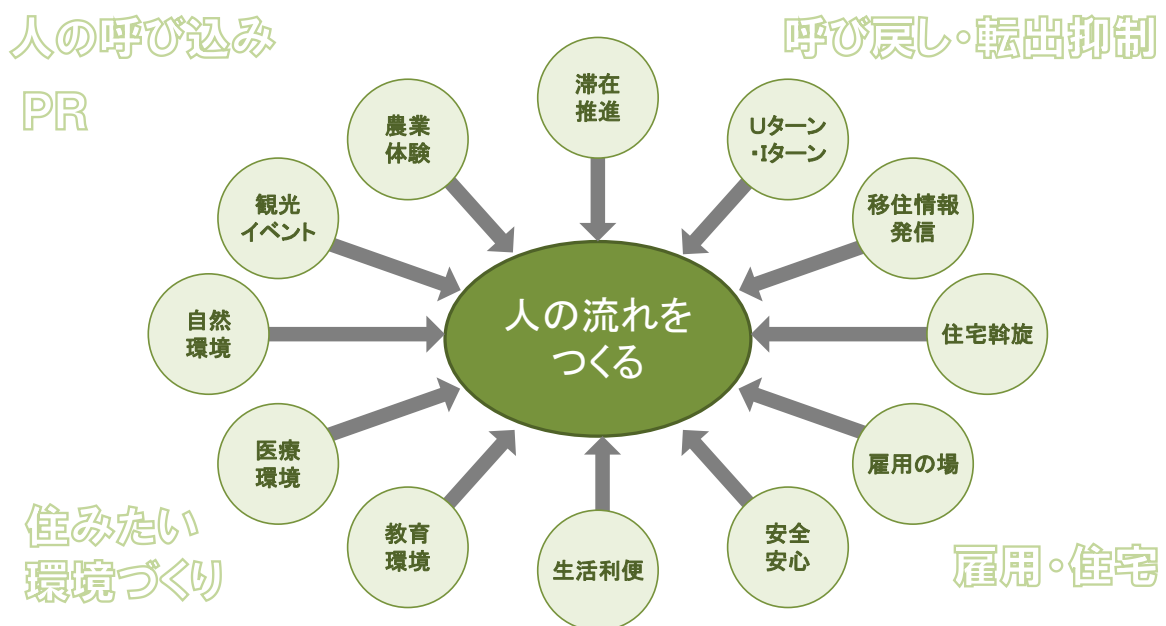 人の呼び込み
PR
呼び戻し・転出抑制
滞在
推進
農業
体験
Uターン
・Iターン
観光
イベント
移住情報
発信
自然
環境
人の流れを
つくる
住宅斡旋
医療
環境
雇用の場
教育
環境
生活利便
安全
安心
住みたい
環境づくり
雇用・住宅